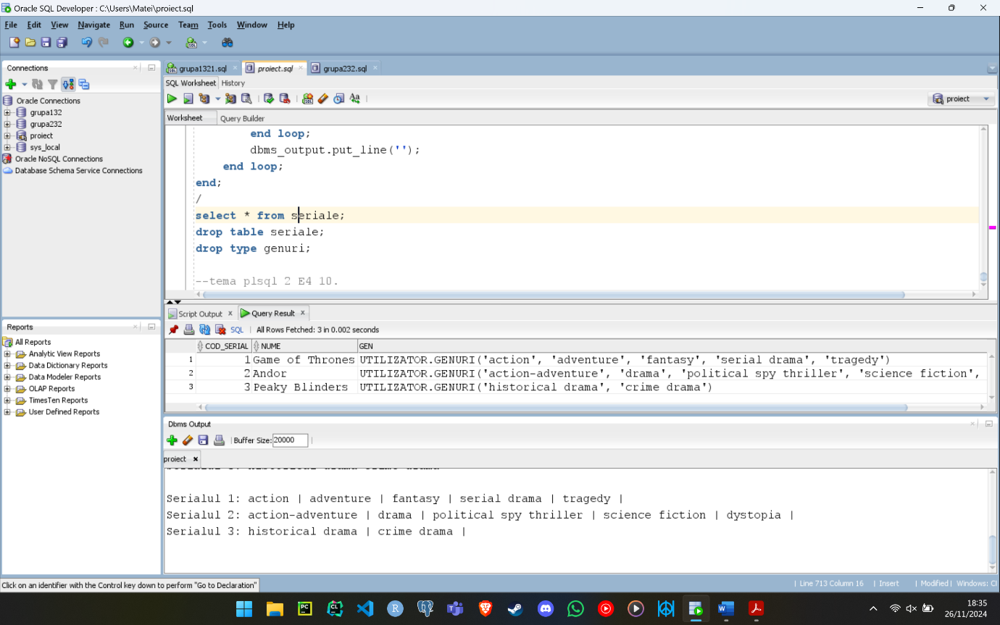 Oracle SQL Developer : C:\Users\Matei\proiect.sql
File Edit View Navigate Run Source Team Tools Window Help
Connections
Oracle Connections
grupa132
grupa232
proiect
sys_local
Oracle NoSQL Connections
Database Schema Service Connections
Reports
All Reports
Analytic View Reports
Data Dictionary Reports
Data Modeler Reports
OLAP Reports
TimesTen Reports
User Defined Reports
grupa1321.sql proiect.sql grupa232.sql
SQL Worksheet History
proiect
Worksheet Query Builder
end loop;
dbms_output.put_line('');
end loop;
end;
/
select * from seriale;
drop table seriale;
drop type genuri;
--tema plsql 2 E4 10.
Script Output Query Result
SQL | All Rows Fetched: 3 in 0.002 seconds
COD_SERIAL NUME GEN
1 1 Game of Thrones UTILIZATOR.GENURI('action', 'adventure', 'fantasy', 'serial drama', 'tragedy')
2 2 Andor UTILIZATOR.GENURI('action-adventure', 'drama', 'political spy thriller', 'science fiction',
3 3 Peaky Blinders UTILIZATOR.GENURI('historical drama', 'crime drama')
Dbms Output
Buffer Size: 20000
proiect
Serialul 1: action | adventure | fantasy | serial drama | tragedy |
Serialul 2: action-adventure | drama | political spy thriller | science fiction | dystopia |
Serialul 3: historical drama | crime drama |
Click on an identifier with the Control key down to perform "Go to Declaration"
| Line 713 Column 16 | Insert | Modified | Windows: Cl
18:35
26/11/2024